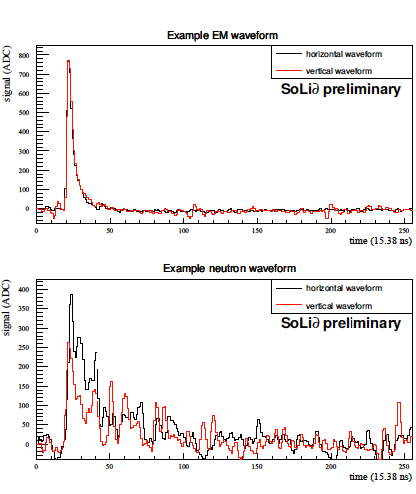 Example EM waveform
signal (ADC)
800
700
600
500
400
300
200
100
0
horizontal waveform
vertical waveform
SoLi∂ preliminary
0 50 100 150 200 250
time (15.38 ns)
Example neutron waveform
signal (ADC)
400
350
300
250
200
150
100
50
0
horizontal waveform
vertical waveform
SoLi∂ preliminary
0 50 100 150 200 250
time (15.38 ns)